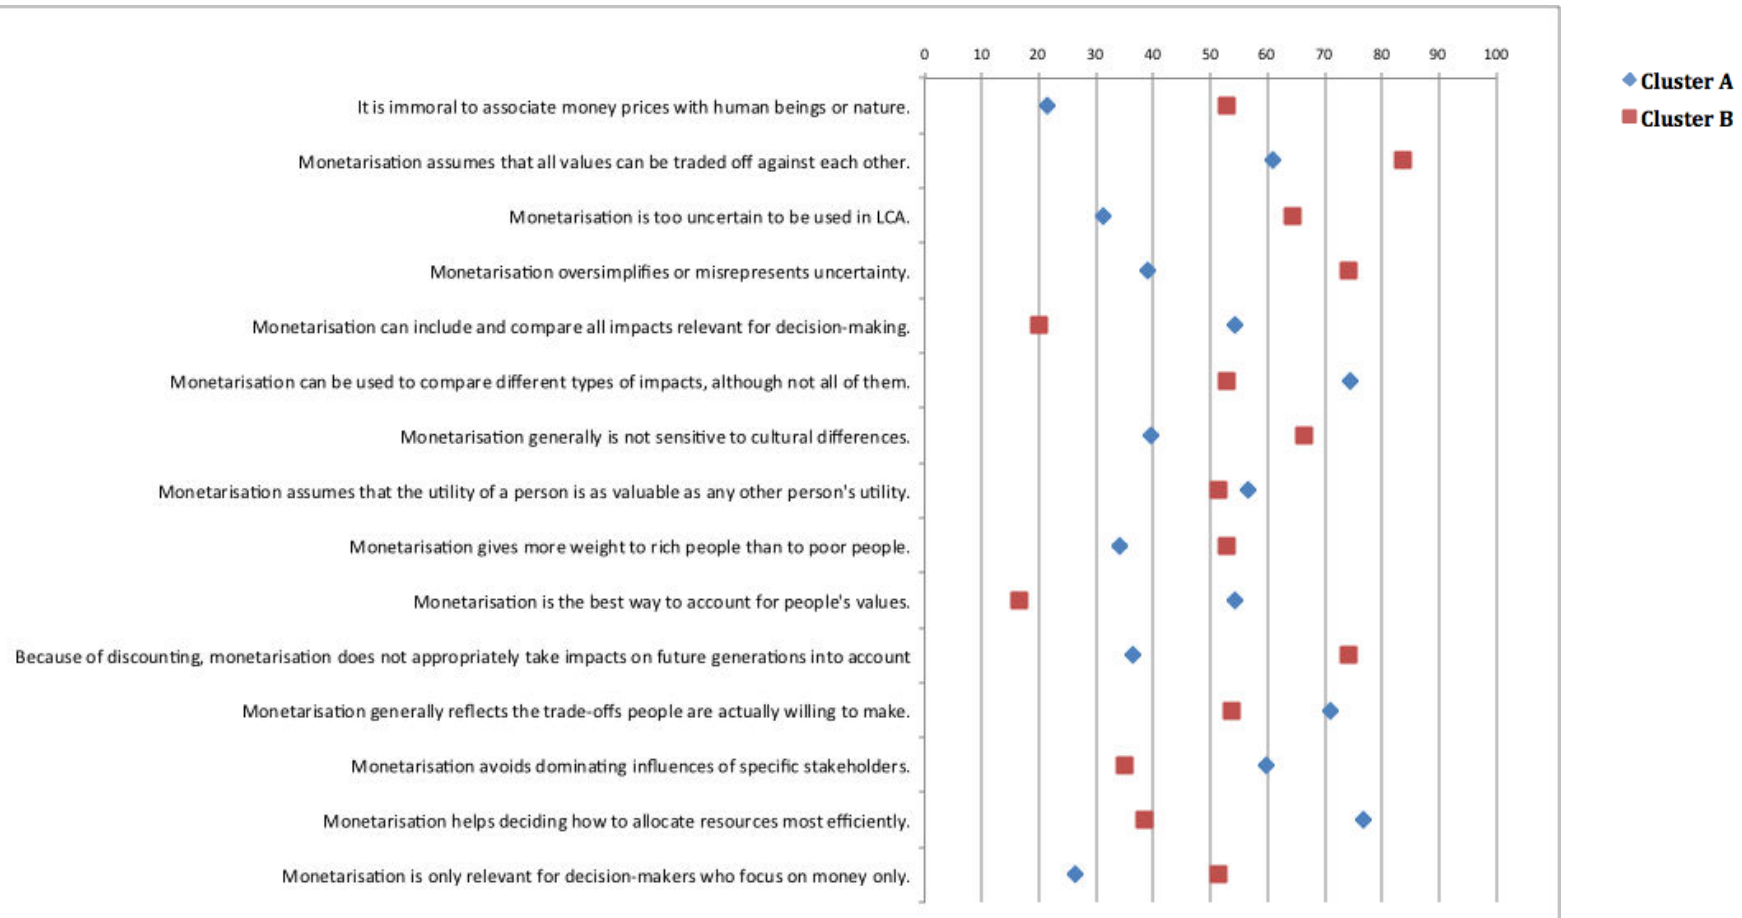 0 10 20 30 40 50 60 70 80 90 100
Cluster A
Cluster B
It is immoral to associate money prices with human beings or nature.
Monetarisation assumes that all values can be traded off against each other.
Monetarisation is too uncertain to be used in LCA.
Monetarisation oversimplifies or misrepresents uncertainty.
Monetarisation can include and compare all impacts relevant for decision-making.
Monetarisation can be used to compare different types of impacts, although not all of them.
Monetarisation generally is not sensitive to cultural differences.
Monetarisation assumes that the utility of a person is as valuable as any other person's utility.
Monetarisation gives more weight to rich people than to poor people.
Monetarisation is the best way to account for people's values.
Because of discounting, monetarisation does not appropriately take impacts on future generations into account
Monetarisation generally reflects the trade-offs people are actually willing to make.
Monetarisation avoids dominating influences of specific stakeholders.
Monetarisation helps deciding how to allocate resources most efficiently.
Monetarisation is only relevant for decision-makers who focus on money only.